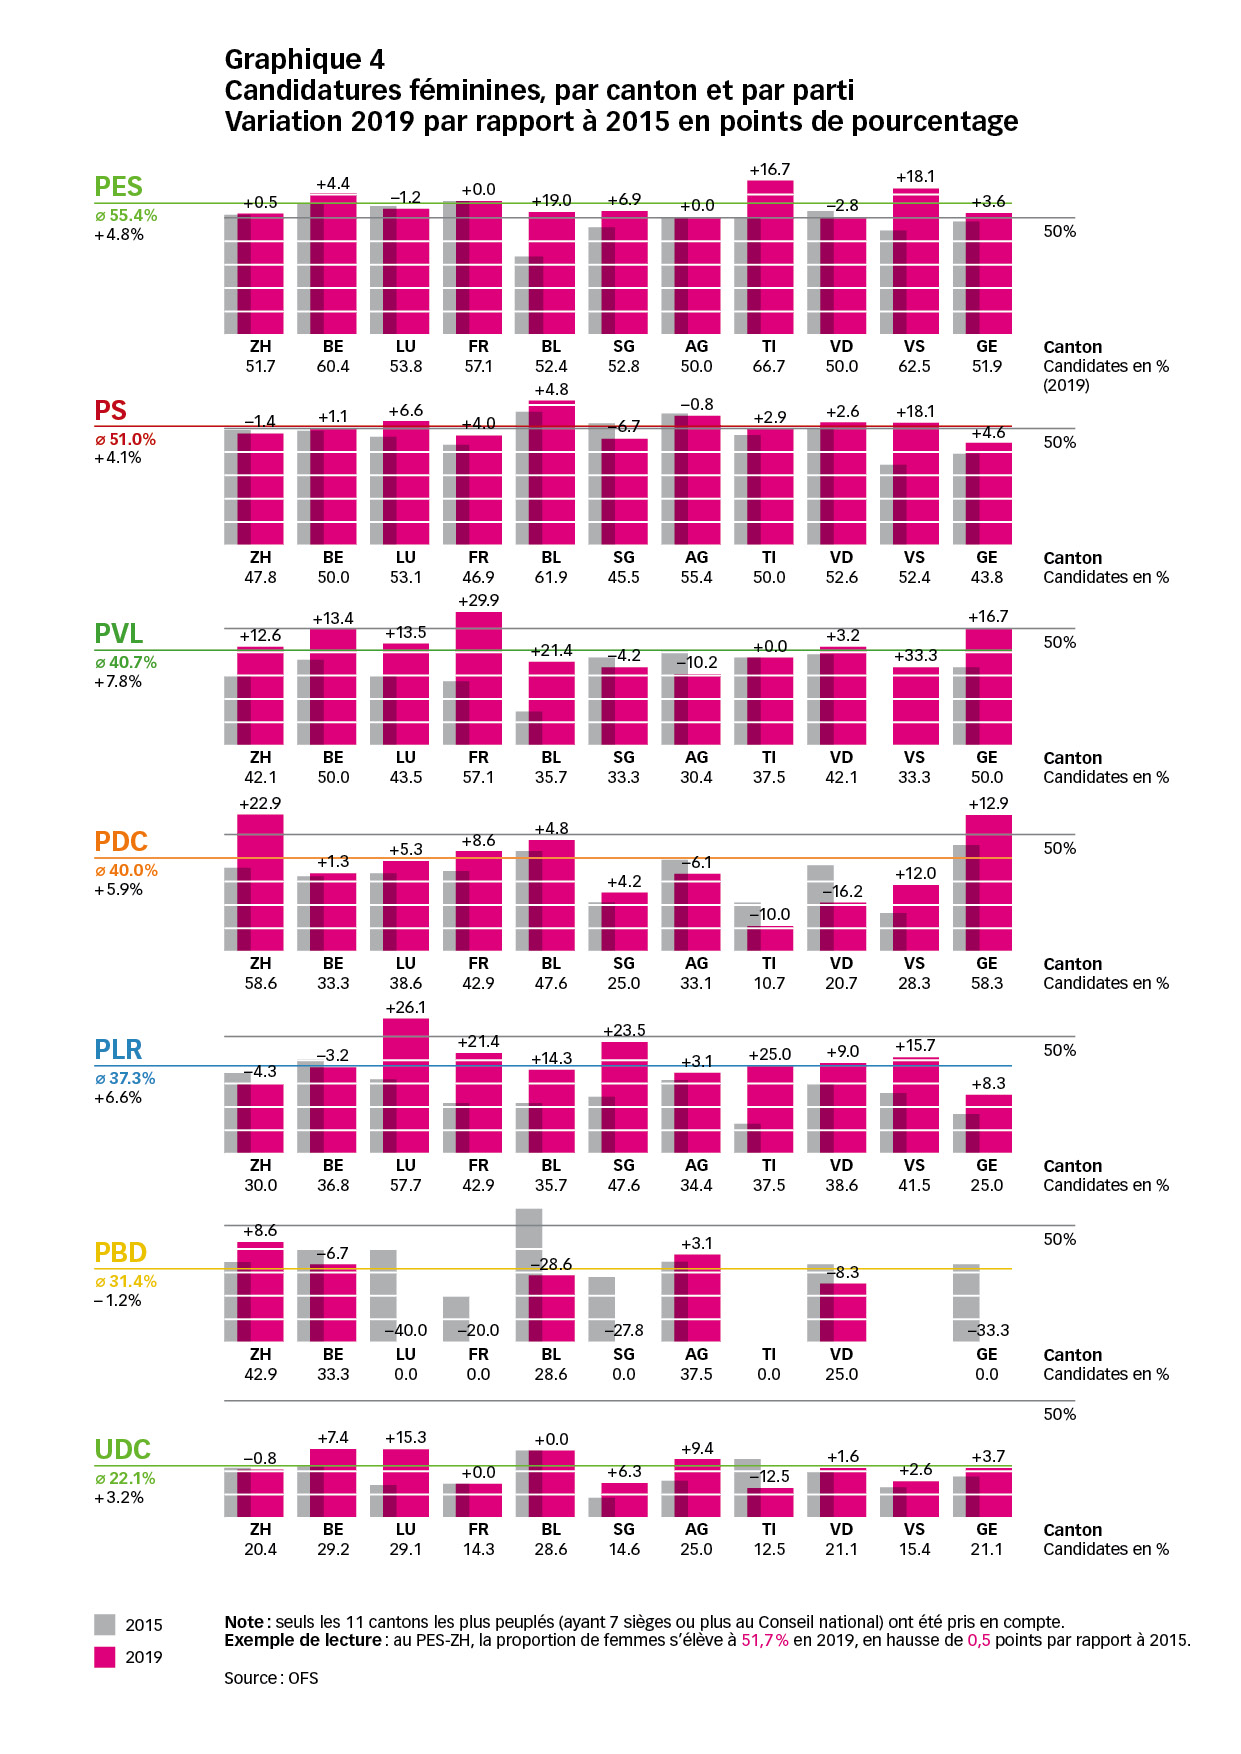 Graphique 4
Candidatures féminines, par canton et par parti
Variation 2019 par rapport à 2015 en points de pourcentage
PES
ø 55.4%
+4.8%
+0.5 +4.4 −1.2 +0.0 +19.0 +6.9 +0.0 +16.7 −2.8 +18.1 +3.6
50%
ZH BE LU FR BL SG AG TI VD VS GE Canton
51.7 60.4 53.8 57.1 52.4 52.8 50.0 66.7 50.0 62.5 51.9 Candidates en %
(2019)
PS
ø 51.0%
+4.1%
−1.4 +1.1 +6.6 +4.0 +4.8 −6.7 −0.8 +2.9 +2.6 +18.1 +4.6
50%
ZH BE LU FR BL SG AG TI VD VS GE Canton
47.8 50.0 53.1 46.9 61.9 45.5 55.4 50.0 52.6 52.4 43.8 Candidates en %
PVL
ø 40.7%
+7.8%
+12.6 +13.4 +13.5 +29.9 +21.4 −4.2 −10.2 +0.0 +3.2 +33.3 +16.7
50%
ZH BE LU FR BL SG AG TI VD VS GE Canton
42.1 50.0 43.5 57.1 35.7 33.3 30.4 37.5 42.1 33.3 50.0 Candidates en %
PDC
ø 40.0%
+5.9%
+22.9 +1.3 +5.3 +8.6 +4.8 +4.2 −6.1 −10.0 −16.2 +12.0 +12.9
50%
ZH BE LU FR BL SG AG TI VD VS GE Canton
58.6 33.3 38.6 42.9 47.6 25.0 33.1 10.7 20.7 28.3 58.3 Candidates en %
PLR
ø 37.3%
+6.6%
−4.3 −3.2 +26.1 +21.4 +14.3 +23.5 +3.1 +25.0 +9.0 +15.7 +8.3
50%
ZH BE LU FR BL SG AG TI VD VS GE Canton
30.0 36.8 57.7 42.9 35.7 47.6 34.4 37.5 38.6 41.5 25.0 Candidates en %
PBD
ø 31.4%
−1.2%
+8.6 −6.7 −40.0 −20.0 −28.6 −27.8 +3.1 −8.3 −33.3
50%
ZH BE LU FR BL SG AG TI VD GE Canton
42.9 33.3 0.0 0.0 28.6 0.0 37.5 0.0 25.0 0.0 Candidates en %
UDC
ø 22.1%
+3.2%
−0.8 +7.4 +15.3 +0.0 +0.0 +6.3 +9.4 −12.5 +1.6 +2.6 +3.7
50%
ZH BE LU FR BL SG AG TI VD VS GE Canton
20.4 29.2 29.1 14.3 28.6 14.6 25.0 12.5 21.1 15.4 21.1 Candidates en %
2015
2019
Note : seuls les 11 cantons les plus peuplés (ayant 7 sièges ou plus au Conseil national) ont été pris en compte.
Exemple de lecture : au PES-ZH, la proportion de femmes s’élève à 51,7 % en 2019, en hausse de 0,5 points par rapport à 2015.
Source : OFS